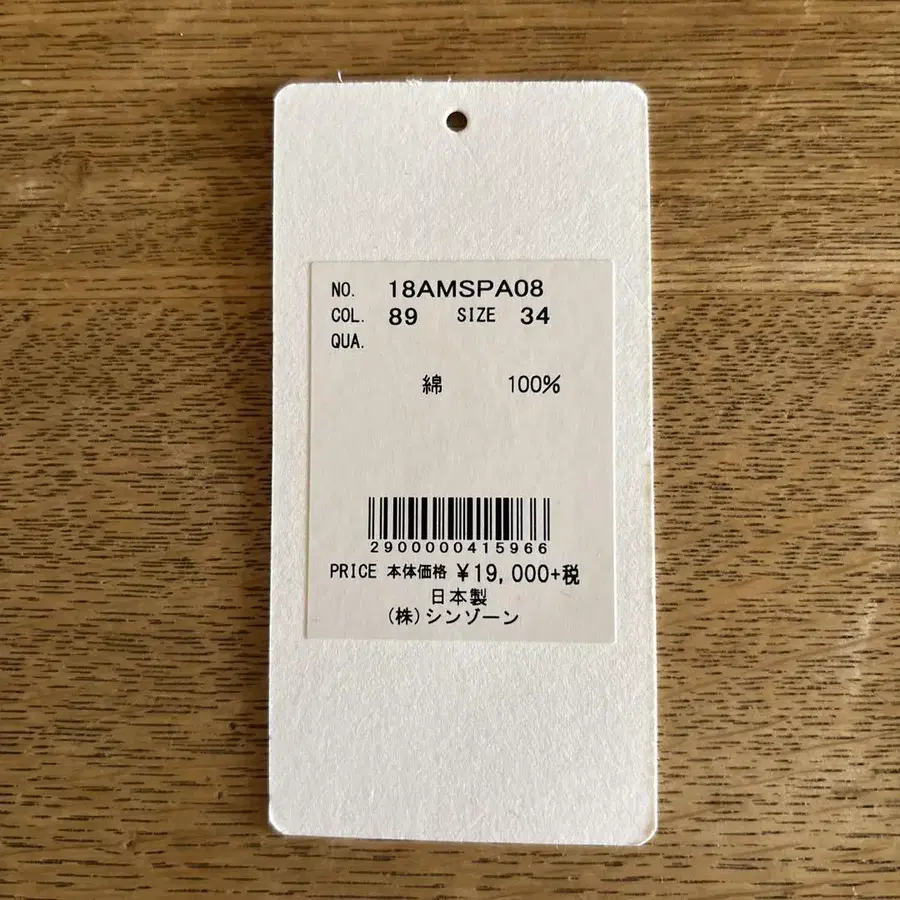 NO. 18AMSPA08
COL. 89 SIZE 34
QUA.
綿 100%
2900000415966
PRICE 本体価格 ¥19,000+税
日本製
(株)シンゾーン